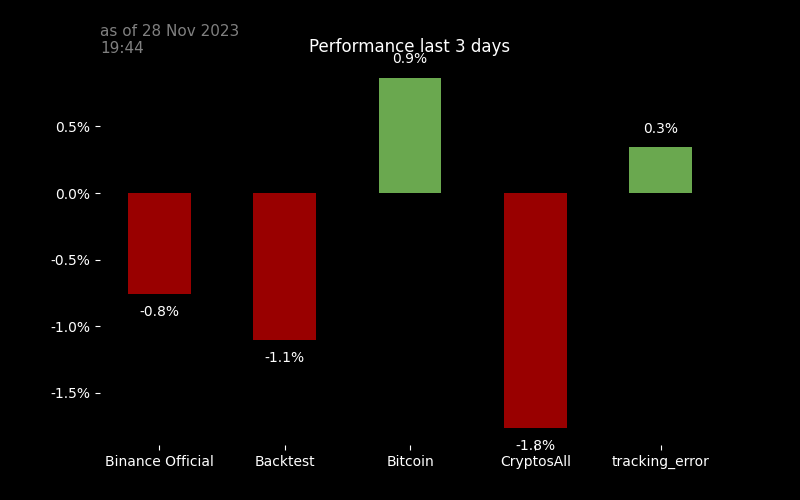 as of 28 Nov 2023
19:44
Performance last 3 days
0.9%
0.5%
0.3%
0.0%
-0.5%
-0.8%
-1.0%
-1.1%
-1.5%
-1.8%
Binance Official
Backtest
Bitcoin
CryptosAll
tracking_error